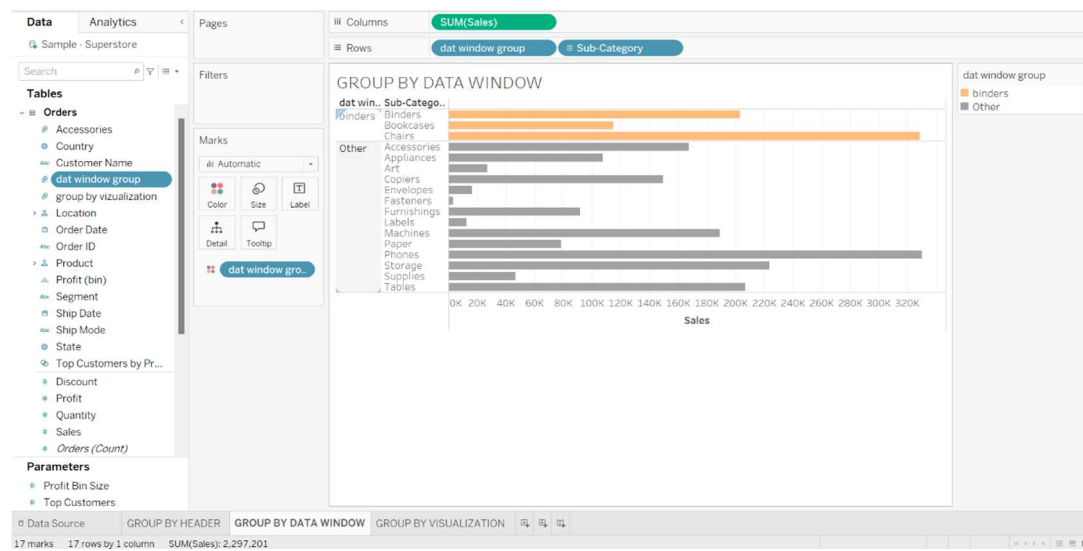 Data
Analytics
Sample - Superstore
Search
Tables
Orders
Accessories
Country
Abc Customer Name
dat window group
group by vizualization
Location
Order Date
Abc Order ID
Product
Profit (bin)
Abc Segment
Ship Date
Abc Ship Mode
State
Top Customers by Pr...
Discount
Profit
Quantity
Sales
Orders (Count)
Parameters
Profit Bin Size
Top Customers
Pages
Filters
Marks
Automatic
Color Size Label
Detail Tooltip
dat window gro..
Columns SUM(Sales)
Rows dat window group Sub-Category
GROUP BY DATA WINDOW
dat win.. Sub-Catego..
binders Binders
Bookcases
Chairs
Other Accessories
Appliances
Art
Copiers
Envelopes
Fasteners
Furnishings
Labels
Machines
Paper
Phones
Storage
Supplies
Tables
0K 20K 40K 60K 80K 100K 120K 140K 160K 180K 200K 220K 240K 260K 280K 300K 320K
Sales
dat window group
binders
Other
Data Source GROUP BY HEADER GROUP BY DATA WINDOW GROUP BY VISUALIZATION
17 marks 17 rows by 1 column SUM(Sales): 2,297,201